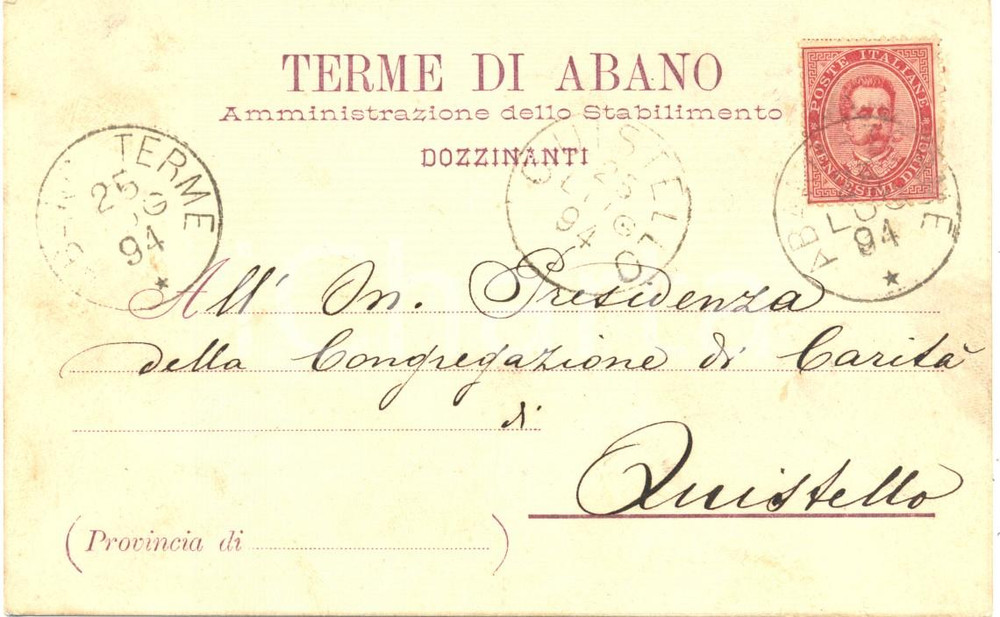 TERME DI ABANO
Amministrazione dello Stabilimento
DOZZINANTI
POSTE ITALIANE
CENTESIMI DIECI
TERME
25
94
QUISTELLO
94
94
All' On. Presidenza
della Congregazione di Carità
di
Quistello
(Provincia di )